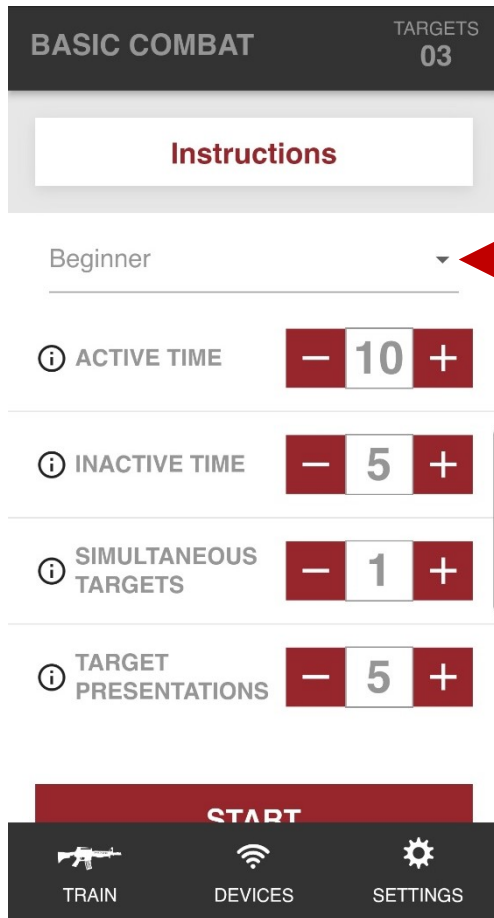 BASIC COMBAT
TARGETS
03
Instructions
Beginner
ACTIVE TIME
− 10 +
INACTIVE TIME
− 5 +
SIMULTANEOUS
TARGETS
− 1 +
TARGET
PRESENTATIONS
− 5 +
START
TRAIN DEVICES SETTINGS